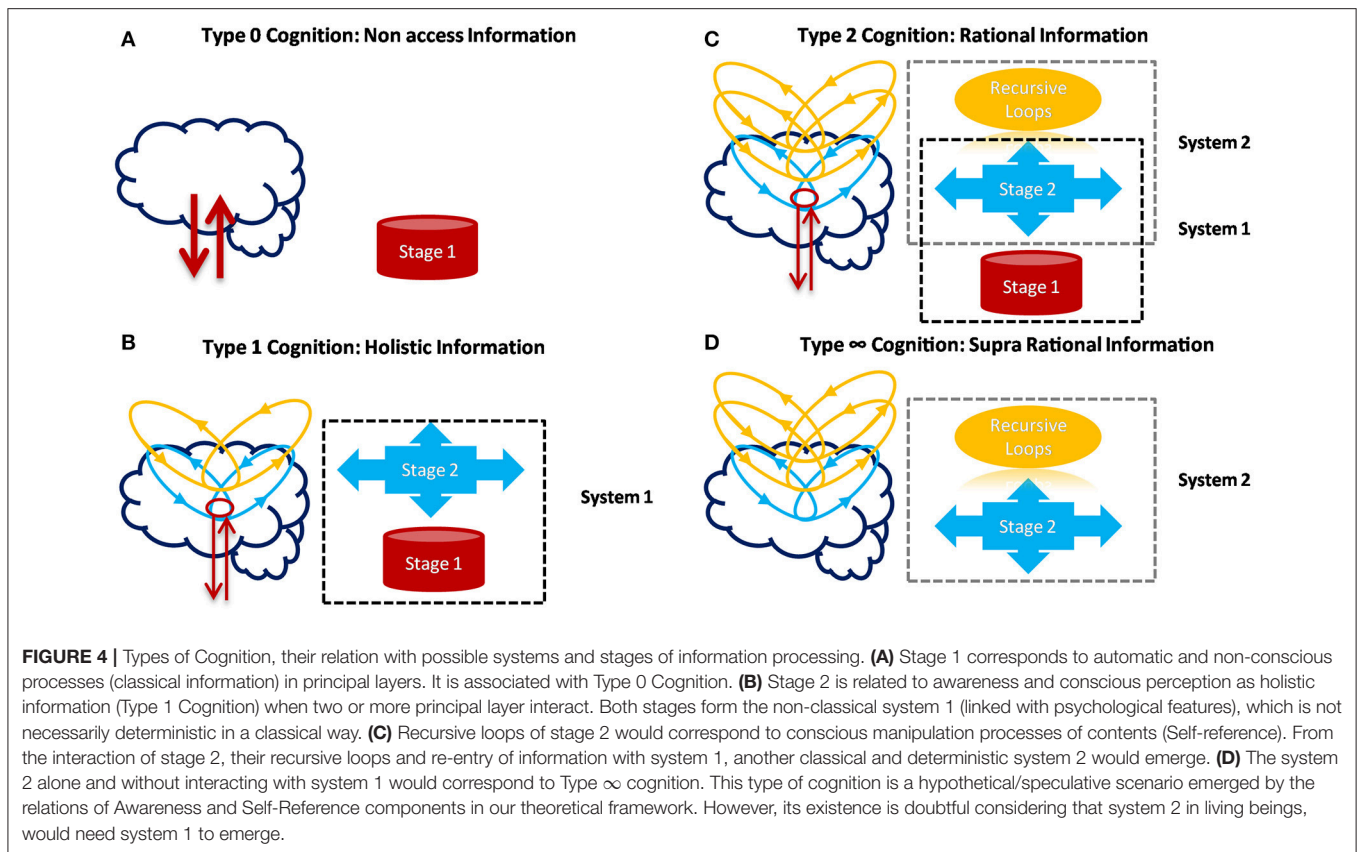 A
Type 0 Cognition: Non access Information
Stage 1
B
Type 1 Cognition: Holistic Information
Stage 2
System 1
Stage 1
C
Type 2 Cognition: Rational Information
Recursive
Loops
System 2
Stage 2
System 1
Stage 1
D
Type ∞ Cognition: Supra Rational Information
Recursive
Loops
System 2
Stage 2
FIGURE 4 | Types of Cognition, their relation with possible systems and stages of information processing. (A) Stage 1 corresponds to automatic and non-conscious
processes (classical information) in principal layers. It is associated with Type 0 Cognition. (B) Stage 2 is related to awareness and conscious perception as holistic
information (Type 1 Cognition) when two or more principal layer interact. Both stages form the non-classical system 1 (linked with psychological features), which is not
necessarily deterministic in a classical way. (C) Recursive loops of stage 2 would correspond to conscious manipulation processes of contents (Self-reference). From
the interaction of stage 2, their recursive loops and re-entry of information with system 1, another classical and deterministic system 2 would emerge. (D) The system
2 alone and without interacting with system 1 would correspond to Type ∞ cognition. This type of cognition is a hypothetical/speculative scenario emerged by the
relations of Awareness and Self-Reference components in our theoretical framework. However, its existence is doubtful considering that system 2 in living beings,
would need system 1 to emerge.